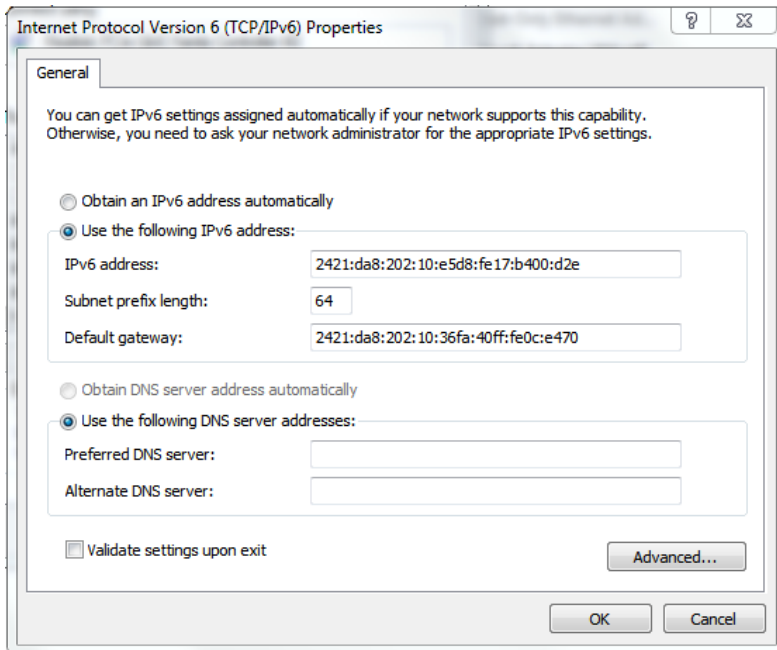 Internet Protocol Version 6 (TCP/IPv6) Properties
General
You can get IPv6 settings assigned automatically if your network supports this capability.
Otherwise, you need to ask your network administrator for the appropriate IPv6 settings.
Obtain an IPv6 address automatically
Use the following IPv6 address:
IPv6 address: 2421:da8:202:10:e5d8:fe17:b400:d2e
Subnet prefix length: 64
Default gateway: 2421:da8:202:10:36fa:40ff:fe0c:e470
Obtain DNS server address automatically
Use the following DNS server addresses:
Preferred DNS server:
Alternate DNS server:
Validate settings upon exit
Advanced...
OK Cancel